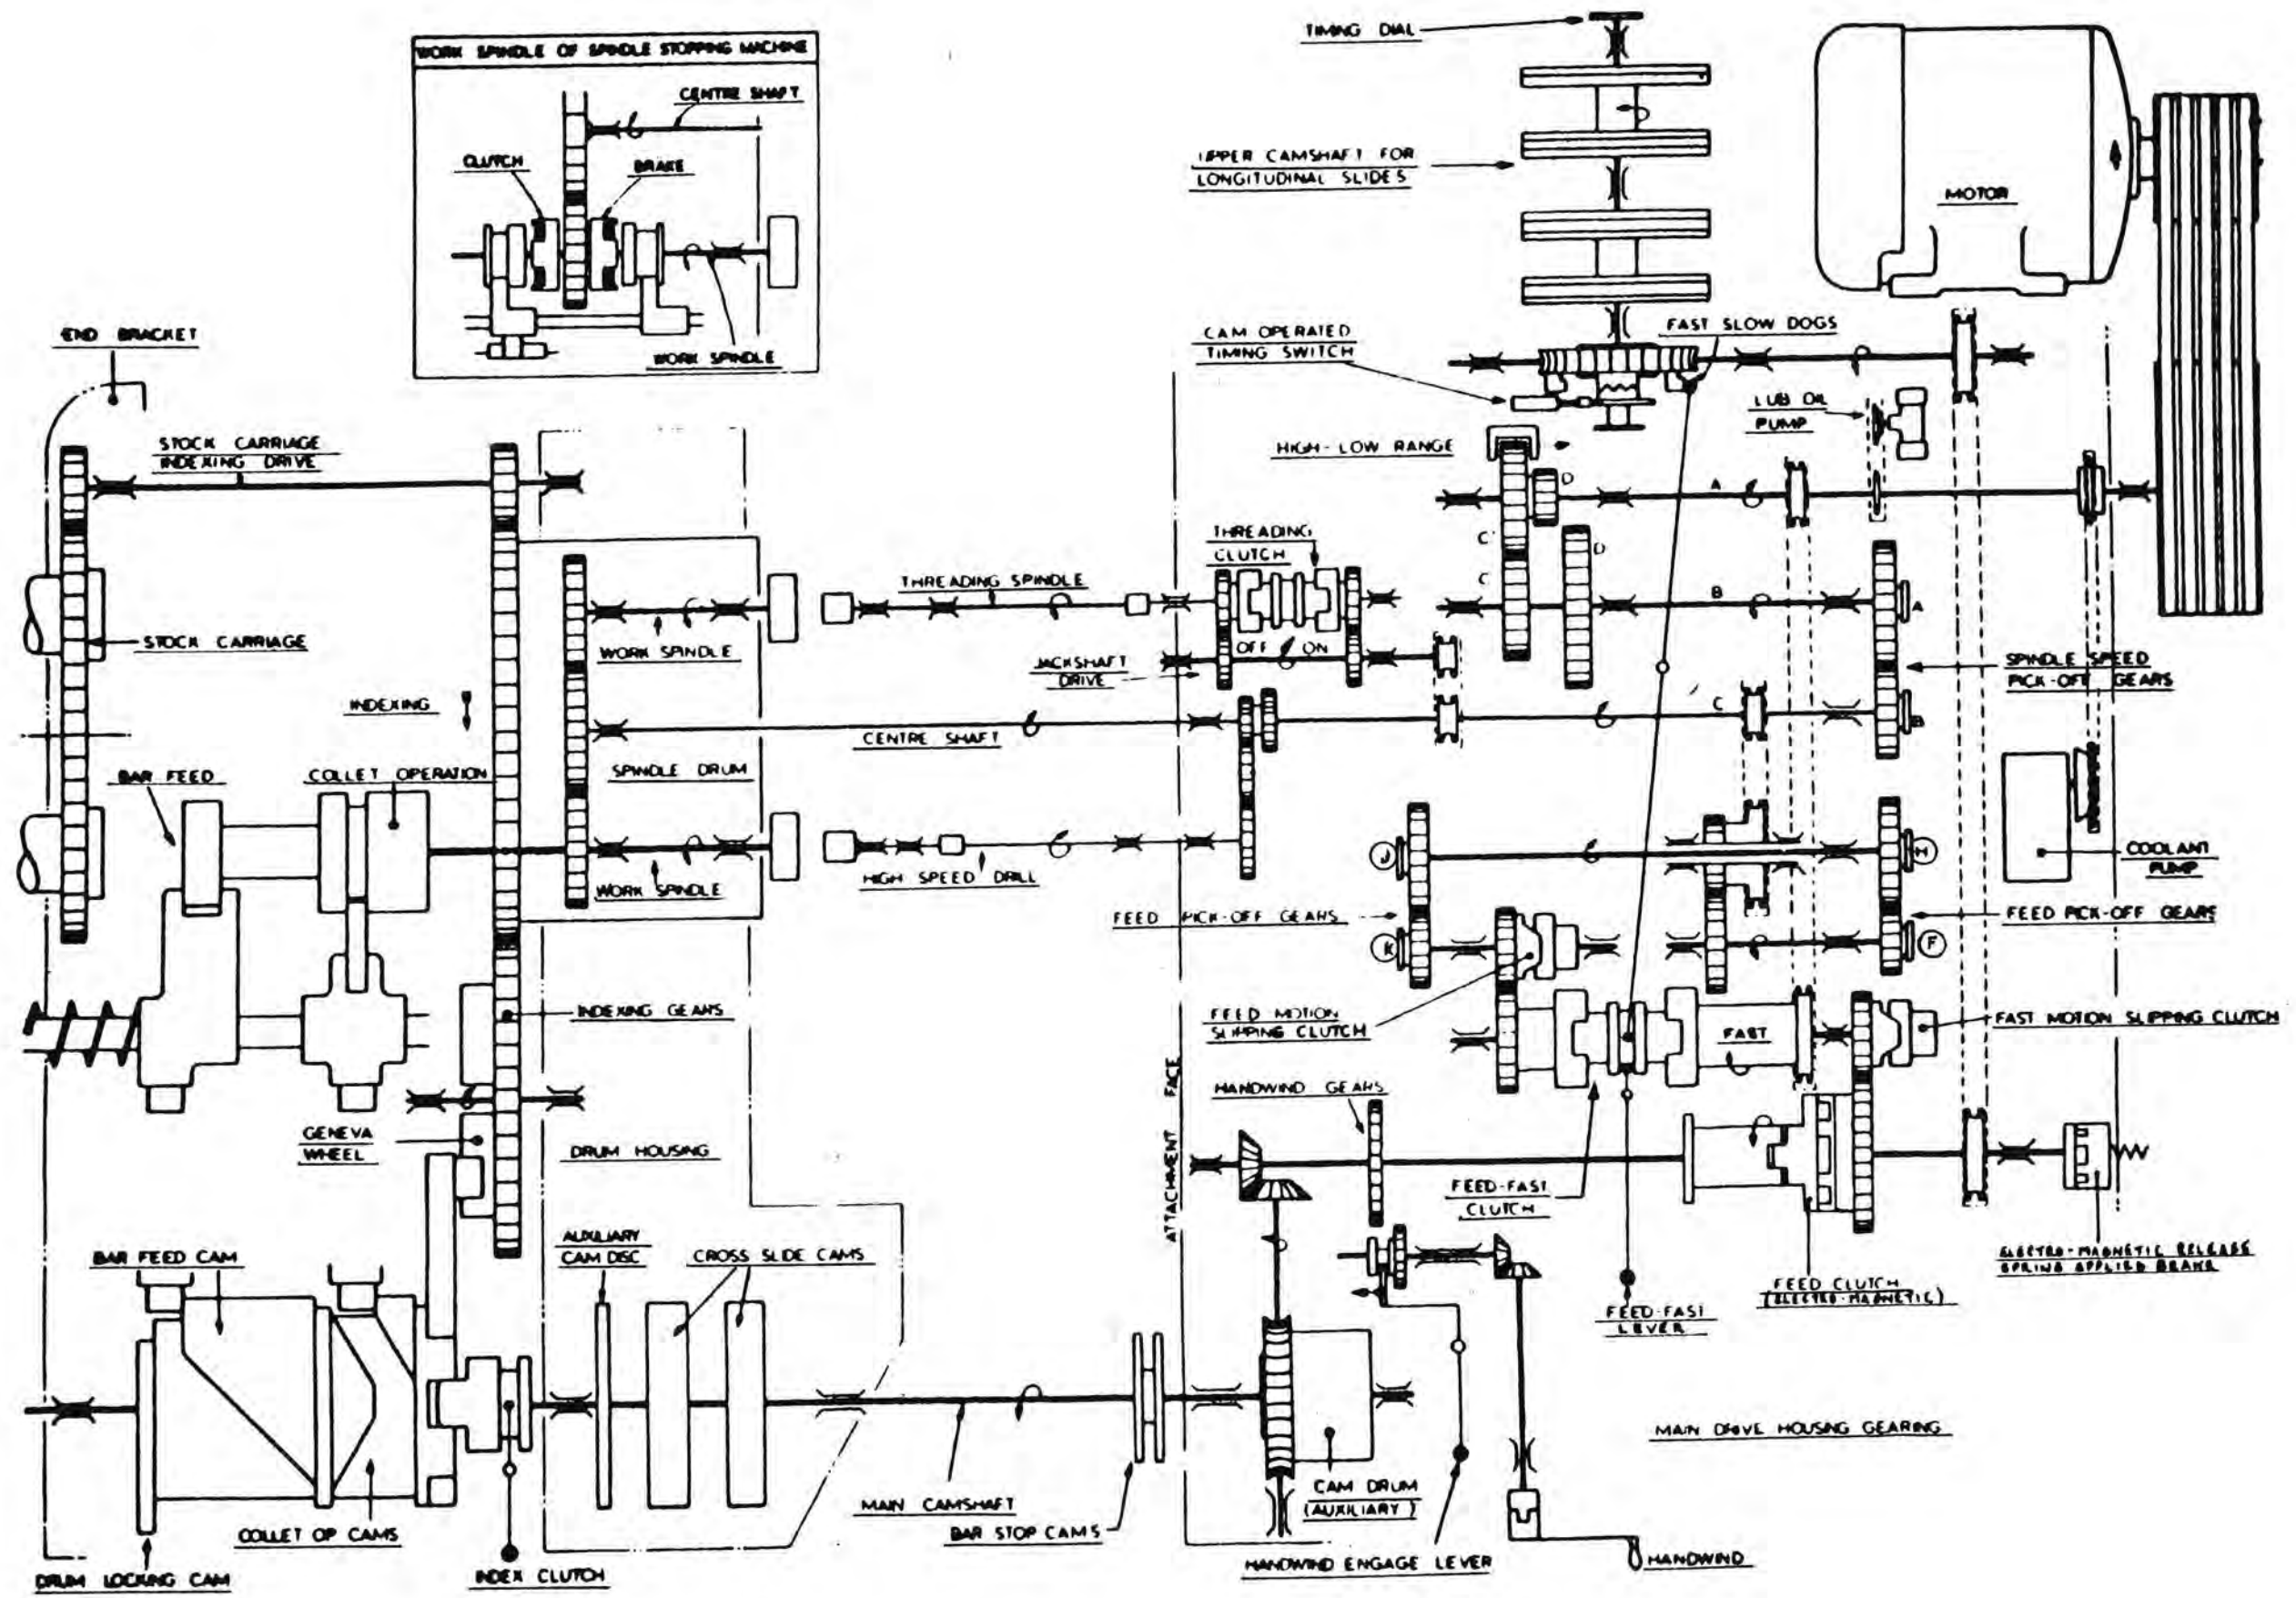 WORK SPINDLE OF SPINDLE STOPPING MACHINE
CENTRE SHAFT
CLUTCH
BRAKE
WORK SPINDLE
TIMING DIAL
UPPER CAMSHAFT FOR
LONGITUDINAL SLIDES
MOTOR
CAM OPERATED
TIMING SWITCH
FAST SLOW DOGS
LUB OIL
PUMP
HIGH-LOW RANGE
END BRACKET
STOCK CARRIAGE
INDEXING DRIVE
D
A
C
C
D
B
A
THREADING
CLUTCH
THREADING SPINDLE
STOCK CARRIAGE
WORK SPINDLE
OFF
ON
JACKSHAFT
DRIVE
SPINDLE SPEED
PICK-OFF GEARS
INDEXING
CENTRE SHAFT
C
B
BAR FEED
COLLET OPERATION
SPINDLE DRUM
J
H
COOLANT
PUMP
HIGH SPEED DRILL
WORK SPINDLE
FEED PICK-OFF GEARS
FEED PICK-OFF GEARS
K
F
INDEXING GEARS
FEED MOTION
SLIPPING CLUTCH
FAST
FAST MOTION SLIPPING CLUTCH
HANDWIND GEARS
ATTACHMENT FACE
GENEVA
WHEEL
DRUM HOUSING
FEED-FAST
CLUTCH
BAR FEED CAM
AUXILIARY
CAM DISC
CROSS SLIDE CAMS
FEED CLUTCH
(ELECTRO-MAGNETIC)
ELECTRO-MAGNETIC RELEASE
SPRING APPLIED BRAKE
FEED-FAST
LEVER
MAIN DRIVE HOUSING GEARING
CAM DRUM
(AUXILIARY)
MAIN CAMSHAFT
BAR STOP CAMS
COLLET OP CAMS
DRUM LOCKING CAM
INDEX CLUTCH
HANDWIND ENGAGE LEVER
HANDWIND